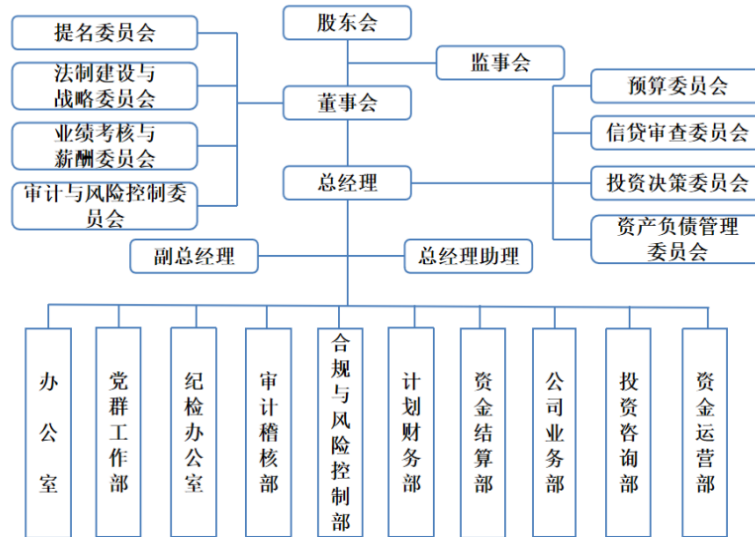 股东会
监事会
董事会
提名委员会
法制建设与
战略委员会
业绩考核与
薪酬委员会
审计与风险控制委
员会
总经理
预算委员会
信贷审查委员会
投资决策委员会
资产负债管理
委员会
副总经理
总经理助理
办公室
党群工作部
纪检办公室
审计稽核部
合规与风险控制部
计划财务部
资金结算部
公司业务部
投资咨询部
资金运营部